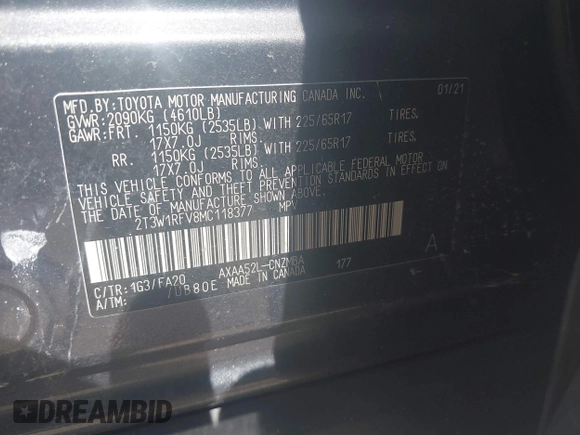 MFD.BY:TOYOTA MOTOR MANUFACTURING CANADA INC. 01/21
GVWR:2090KG (4610LB)
GAWR:FRT. 1150KG (2535LB) WITH 225/65R17 TIRES,
17X7.0J RIMS.
RR. 1150KG (2535LB) WITH 225/65R17 TIRES,
17X7.0J RIMS.
THIS VEHICLE CONFORMS TO ALL APPLICABLE FEDERAL MOTOR
VEHICLE SAFETY AND THEFT PREVENTION STANDARDS IN EFFECT
ON THE DATE OF MANUFACTURE SHOWN ABOVE.
2T3W1RFV8MC118377 MPV
A
C/TR:1G3/FA20 AXAA52L-CNZMBA 177
A/TM: /UB80E MADE IN CANADA
DREAMBID